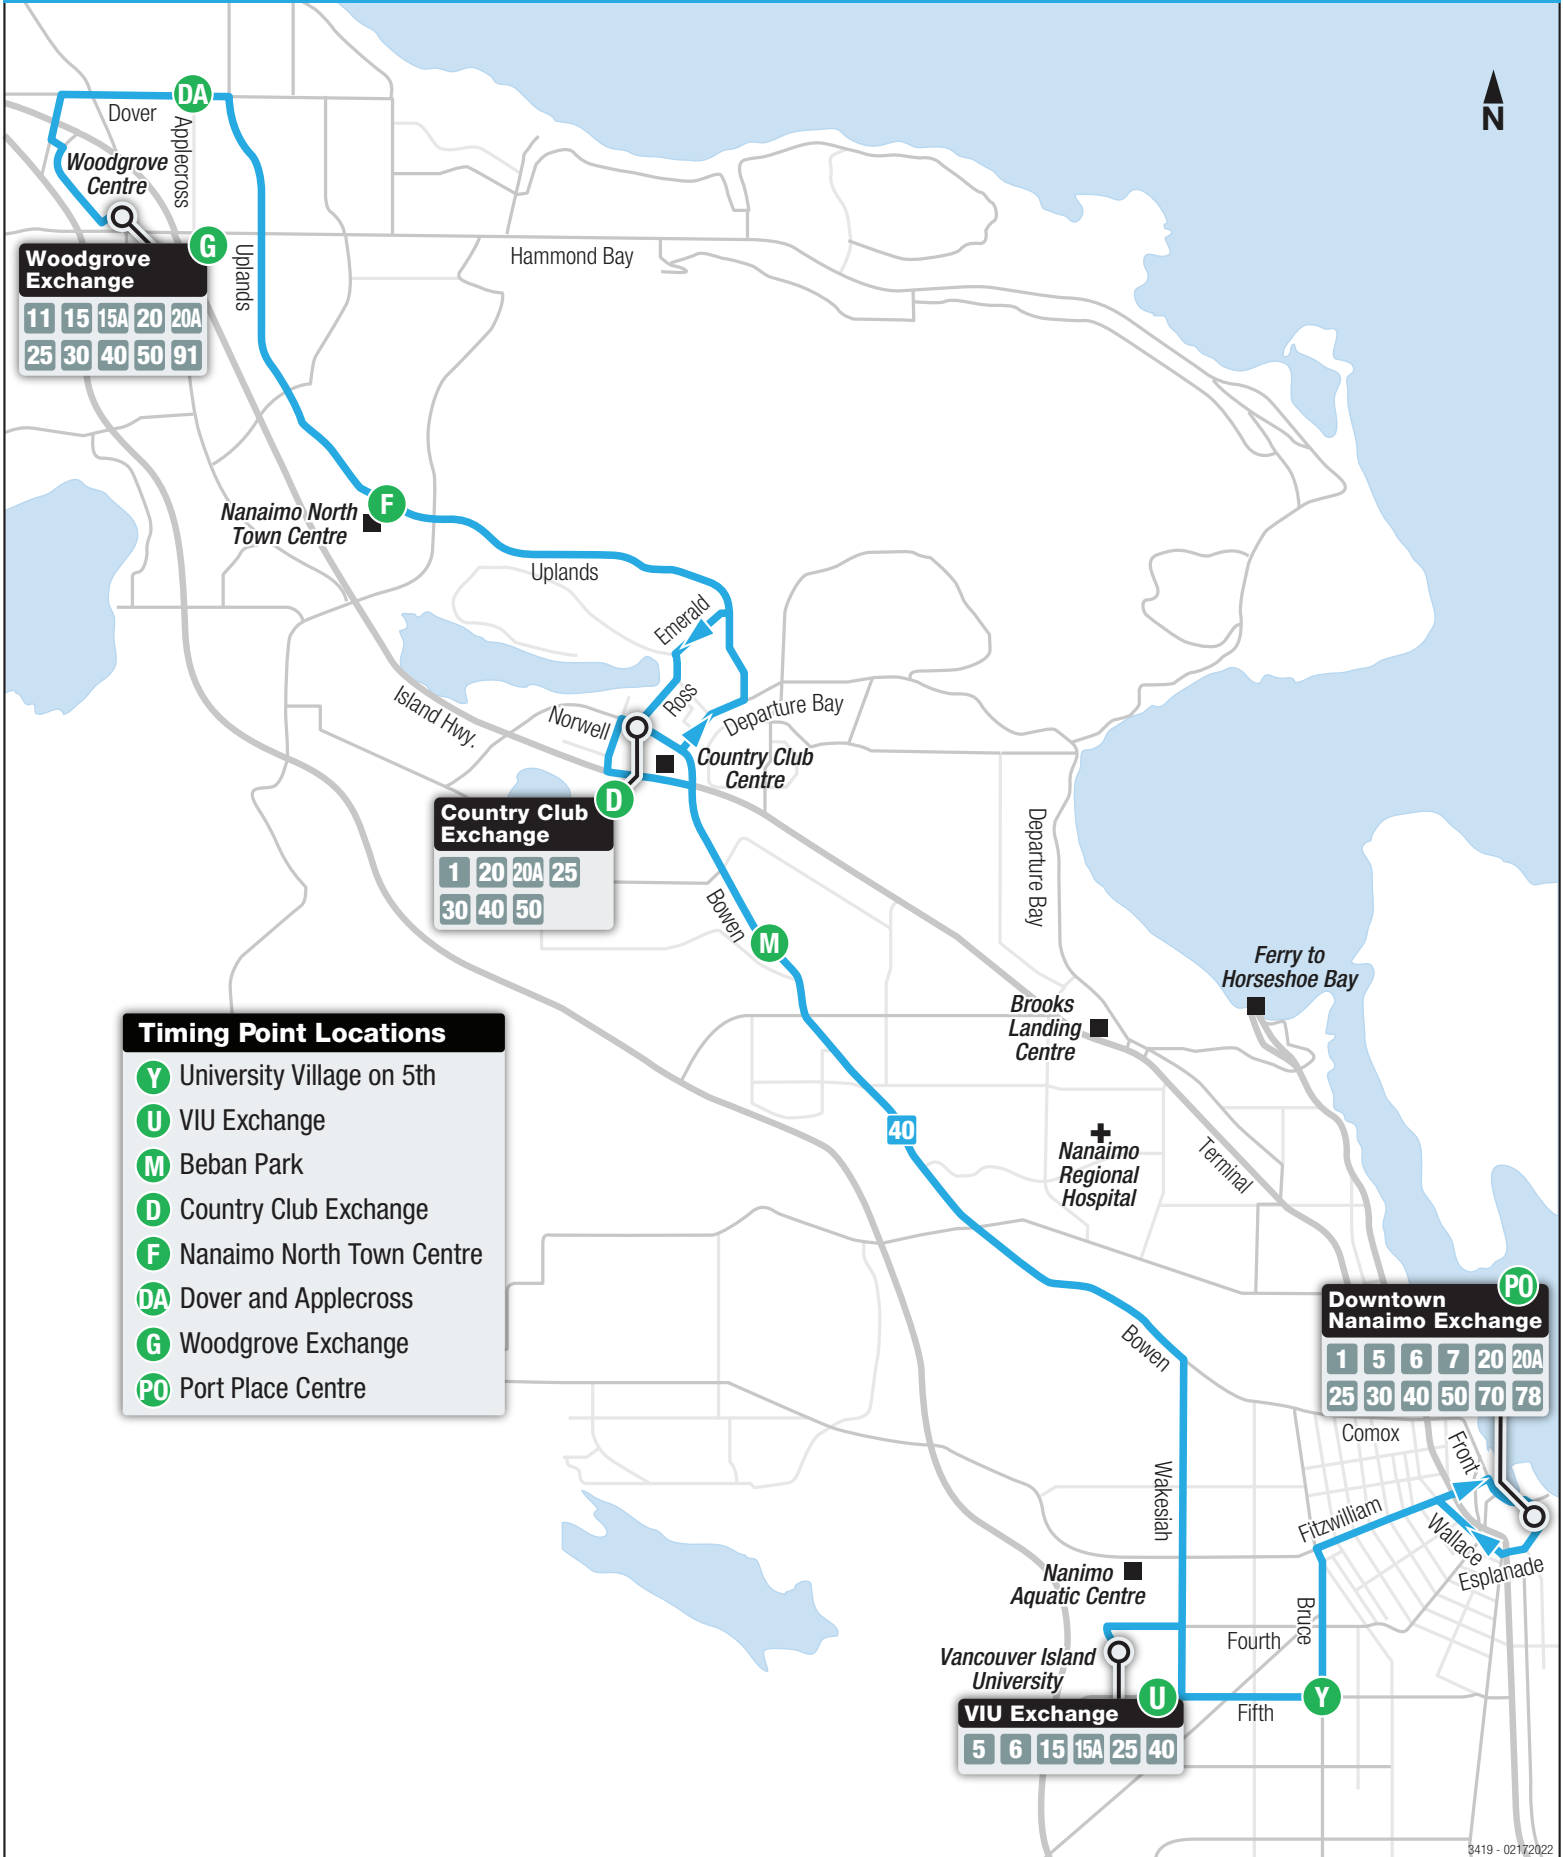 DA
Dover
Applecross
N
Woodgrove
Centre
G
Uplands
Hammond Bay
Woodgrove
Exchange
11 15 15A 20 20A
25 30 40 50 91
F
Nanaimo North
Town Centre
Uplands
Emerald
Ross
Island Hwy.
Norwell
Departure Bay
Country Club
Centre
D
Country Club
Exchange
1 20 20A 25
30 40 50
Departure Bay
Bowen
M
Ferry to
Horseshoe Bay
Brooks
Landing
Centre
Timing Point Locations
Y University Village on 5th
U VIU Exchange
M Beban Park
D Country Club Exchange
F Nanaimo North Town Centre
DA Dover and Applecross
G Woodgrove Exchange
PO Port Place Centre
40
Nanaimo
Regional
Hospital
Terminal
PO
Downtown
Nanaimo Exchange
1 5 6 7 20 20A
25 30 40 50 70 78
Bowen
Comox
Front
Wakesiah
Fitzwilliam
Wallace
Esplanade
Nanimo
Aquatic Centre
Bruce
Fourth
Vancouver Island
University
U
Y
Fifth
VIU Exchange
5 6 15 15A 25 40
3419 - 02172022